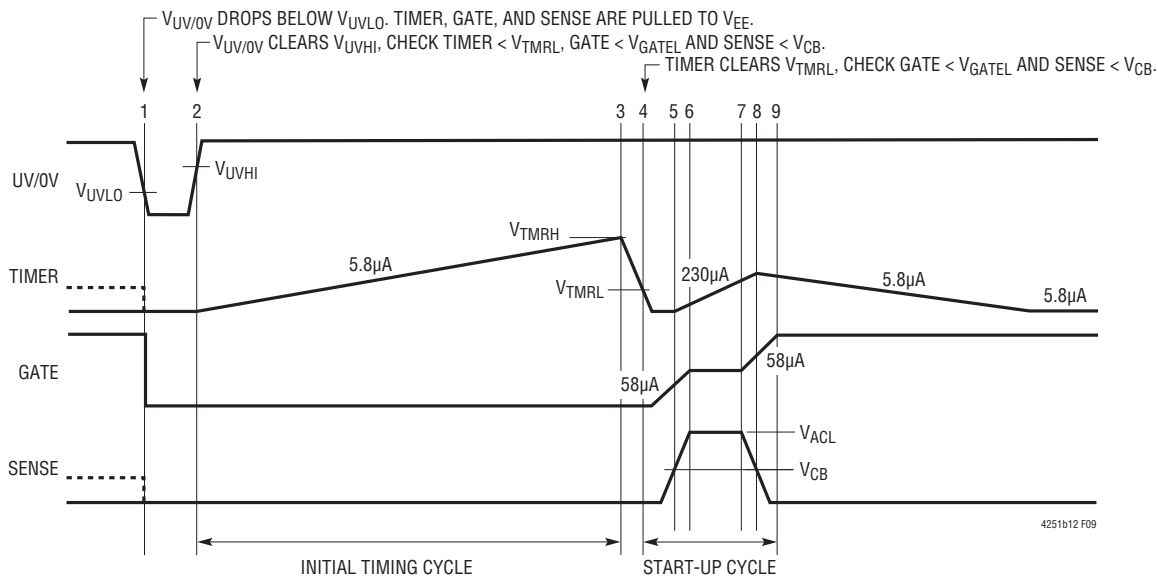 V_UV/0V DROPS BELOW V_UVLO. TIMER, GATE, AND SENSE ARE PULLED TO V_EE.
V_UV/0V CLEARS V_UVHI, CHECK TIMER < V_TMRL, GATE < V_GATEL AND SENSE < V_CB.
TIMER CLEARS V_TMRL, CHECK GATE < V_GATEL AND SENSE < V_CB.
1 2 3 4 5 6 7 8 9
UV/0V
V_UVLO
V_UVHI
TIMER
5.8µA
V_TMRH
V_TMRL
230µA
5.8µA
5.8µA
GATE
58µA
58µA
SENSE
V_ACL
V_CB
4251b12 F09
INITIAL TIMING CYCLE
START-UP CYCLE